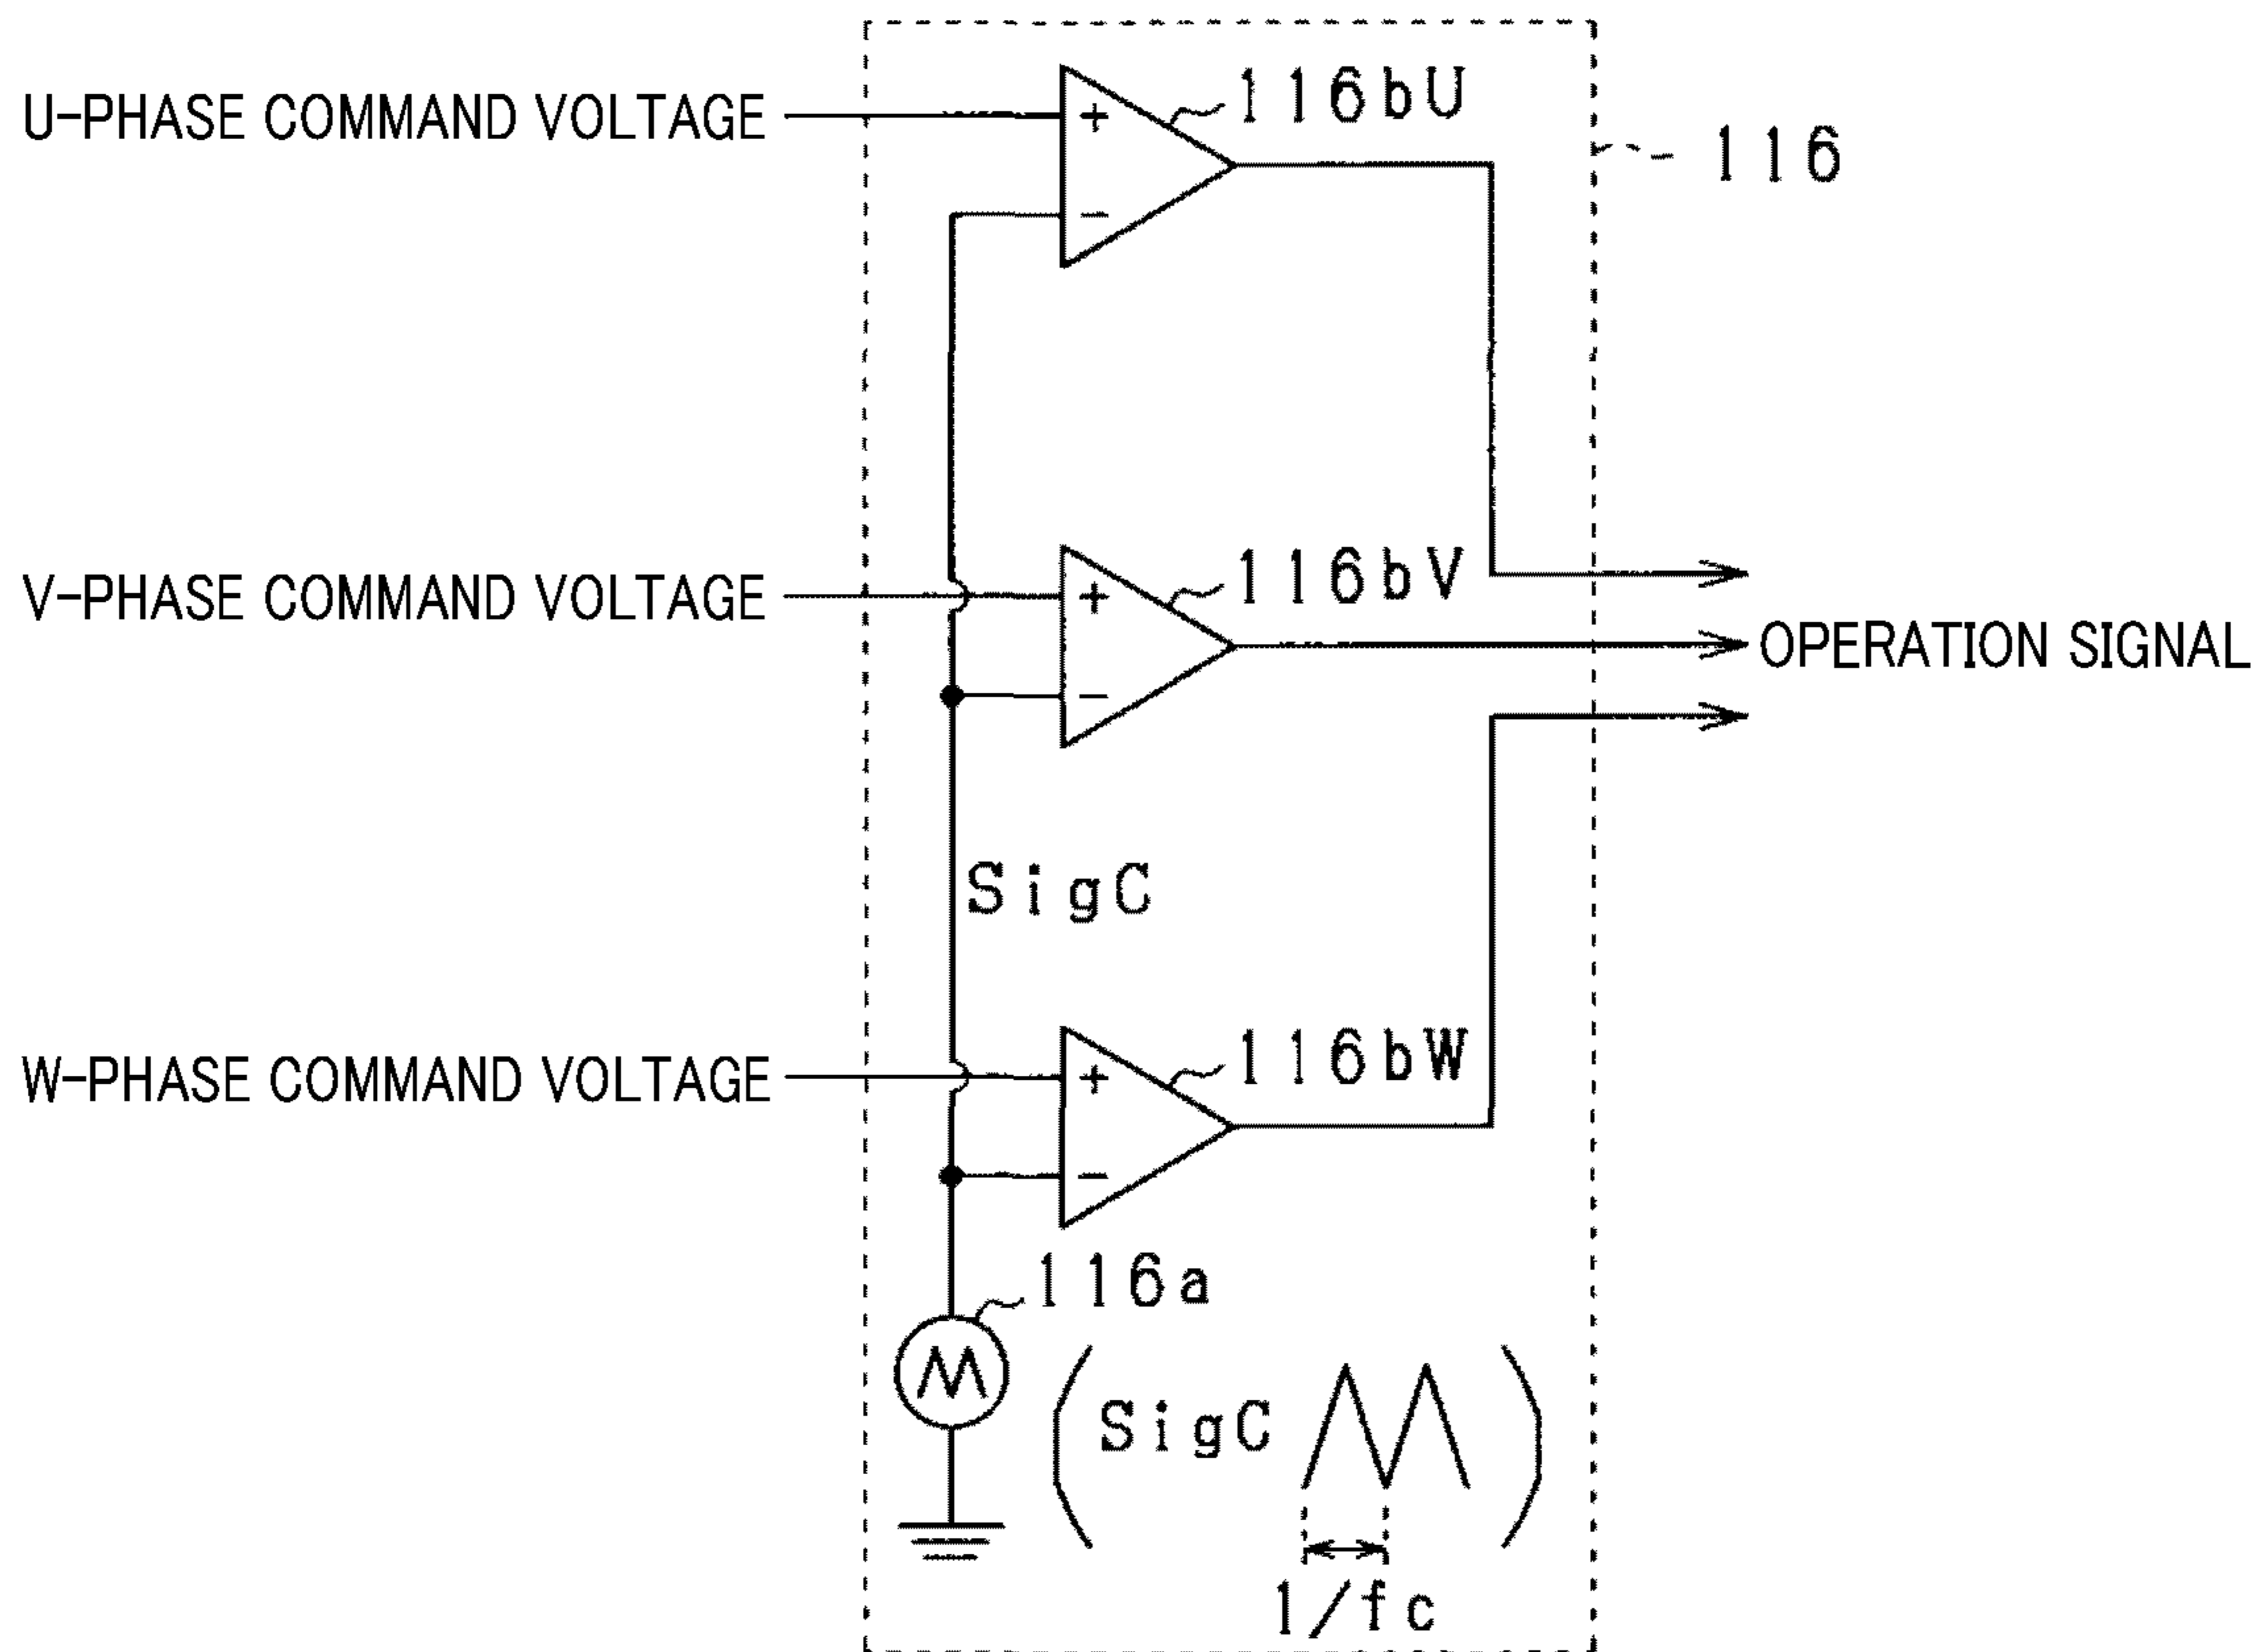 U-PHASE COMMAND VOLTAGE
+
−
116bU
116
V-PHASE COMMAND VOLTAGE
+
−
116bV
OPERATION SIGNAL
SigC
W-PHASE COMMAND VOLTAGE
+
−
116bW
116a
SigC
1/fc